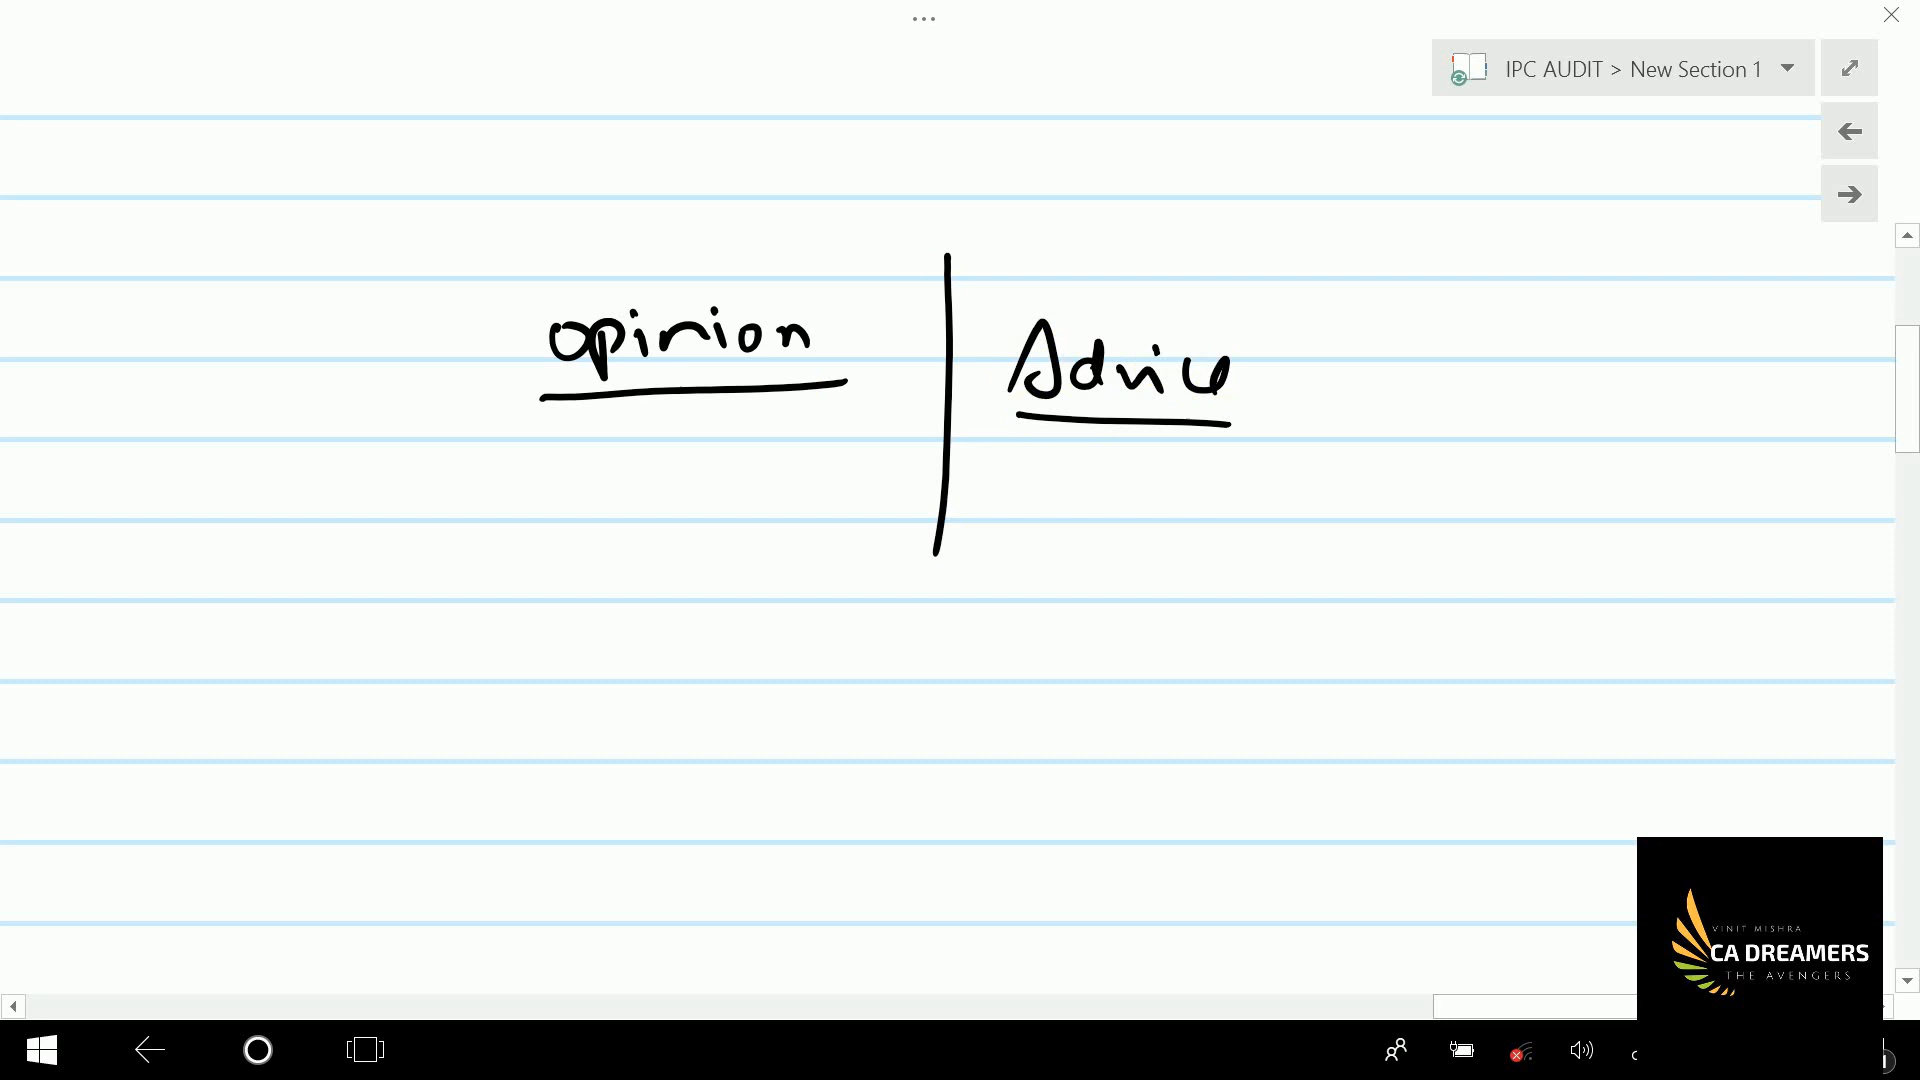 IPC AUDIT > New Section 1
opinion
Advice
VINIT MISHRA
CA DREAMERS
THE AVENGERS